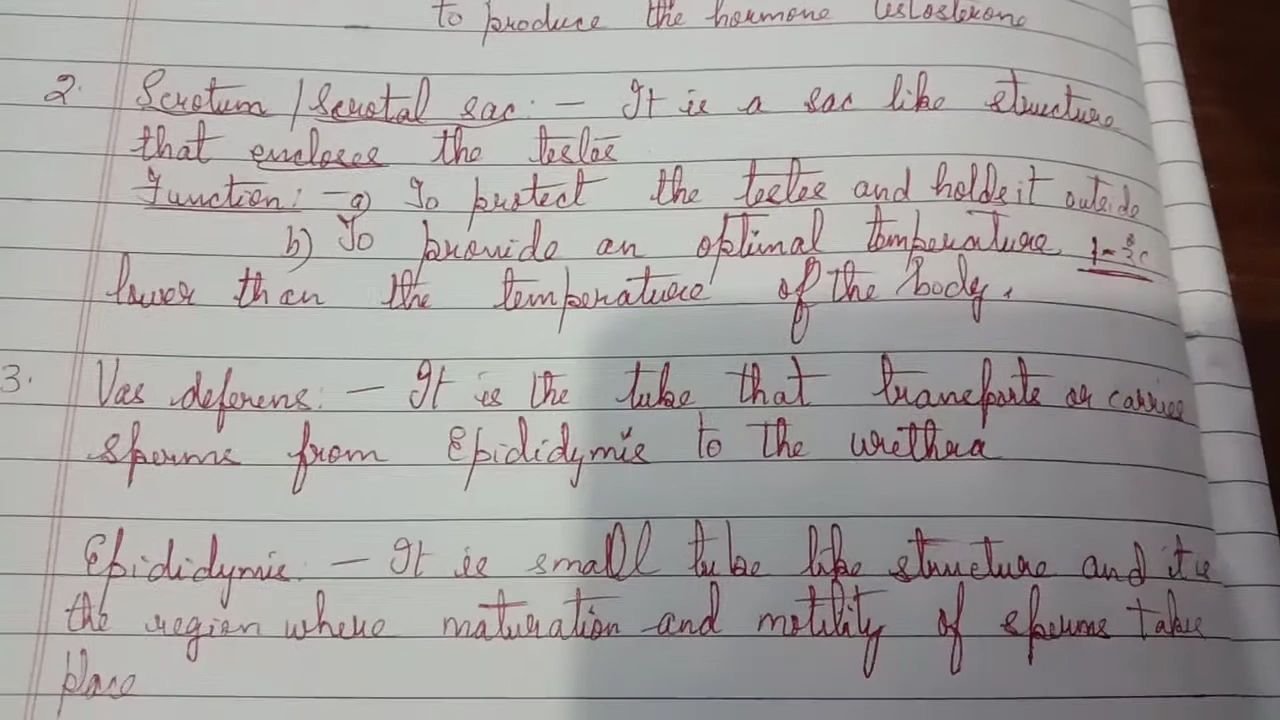 to produce the hormone testosterone
2. Scrotum / Scrotal sac: - It is a sac like structure
that encloses the testes
Function: - a) To protect the testes and holds it outside
b) To provide an optimal temperature 1-3°C
lower than the temperature of the body.
3. Vas deferens: - It is the tube that transports or carries
sperms from Epididymis to the urethra
Epididymis: - It is small tube like structure and it is
the region where maturation and motility of sperms takes
place